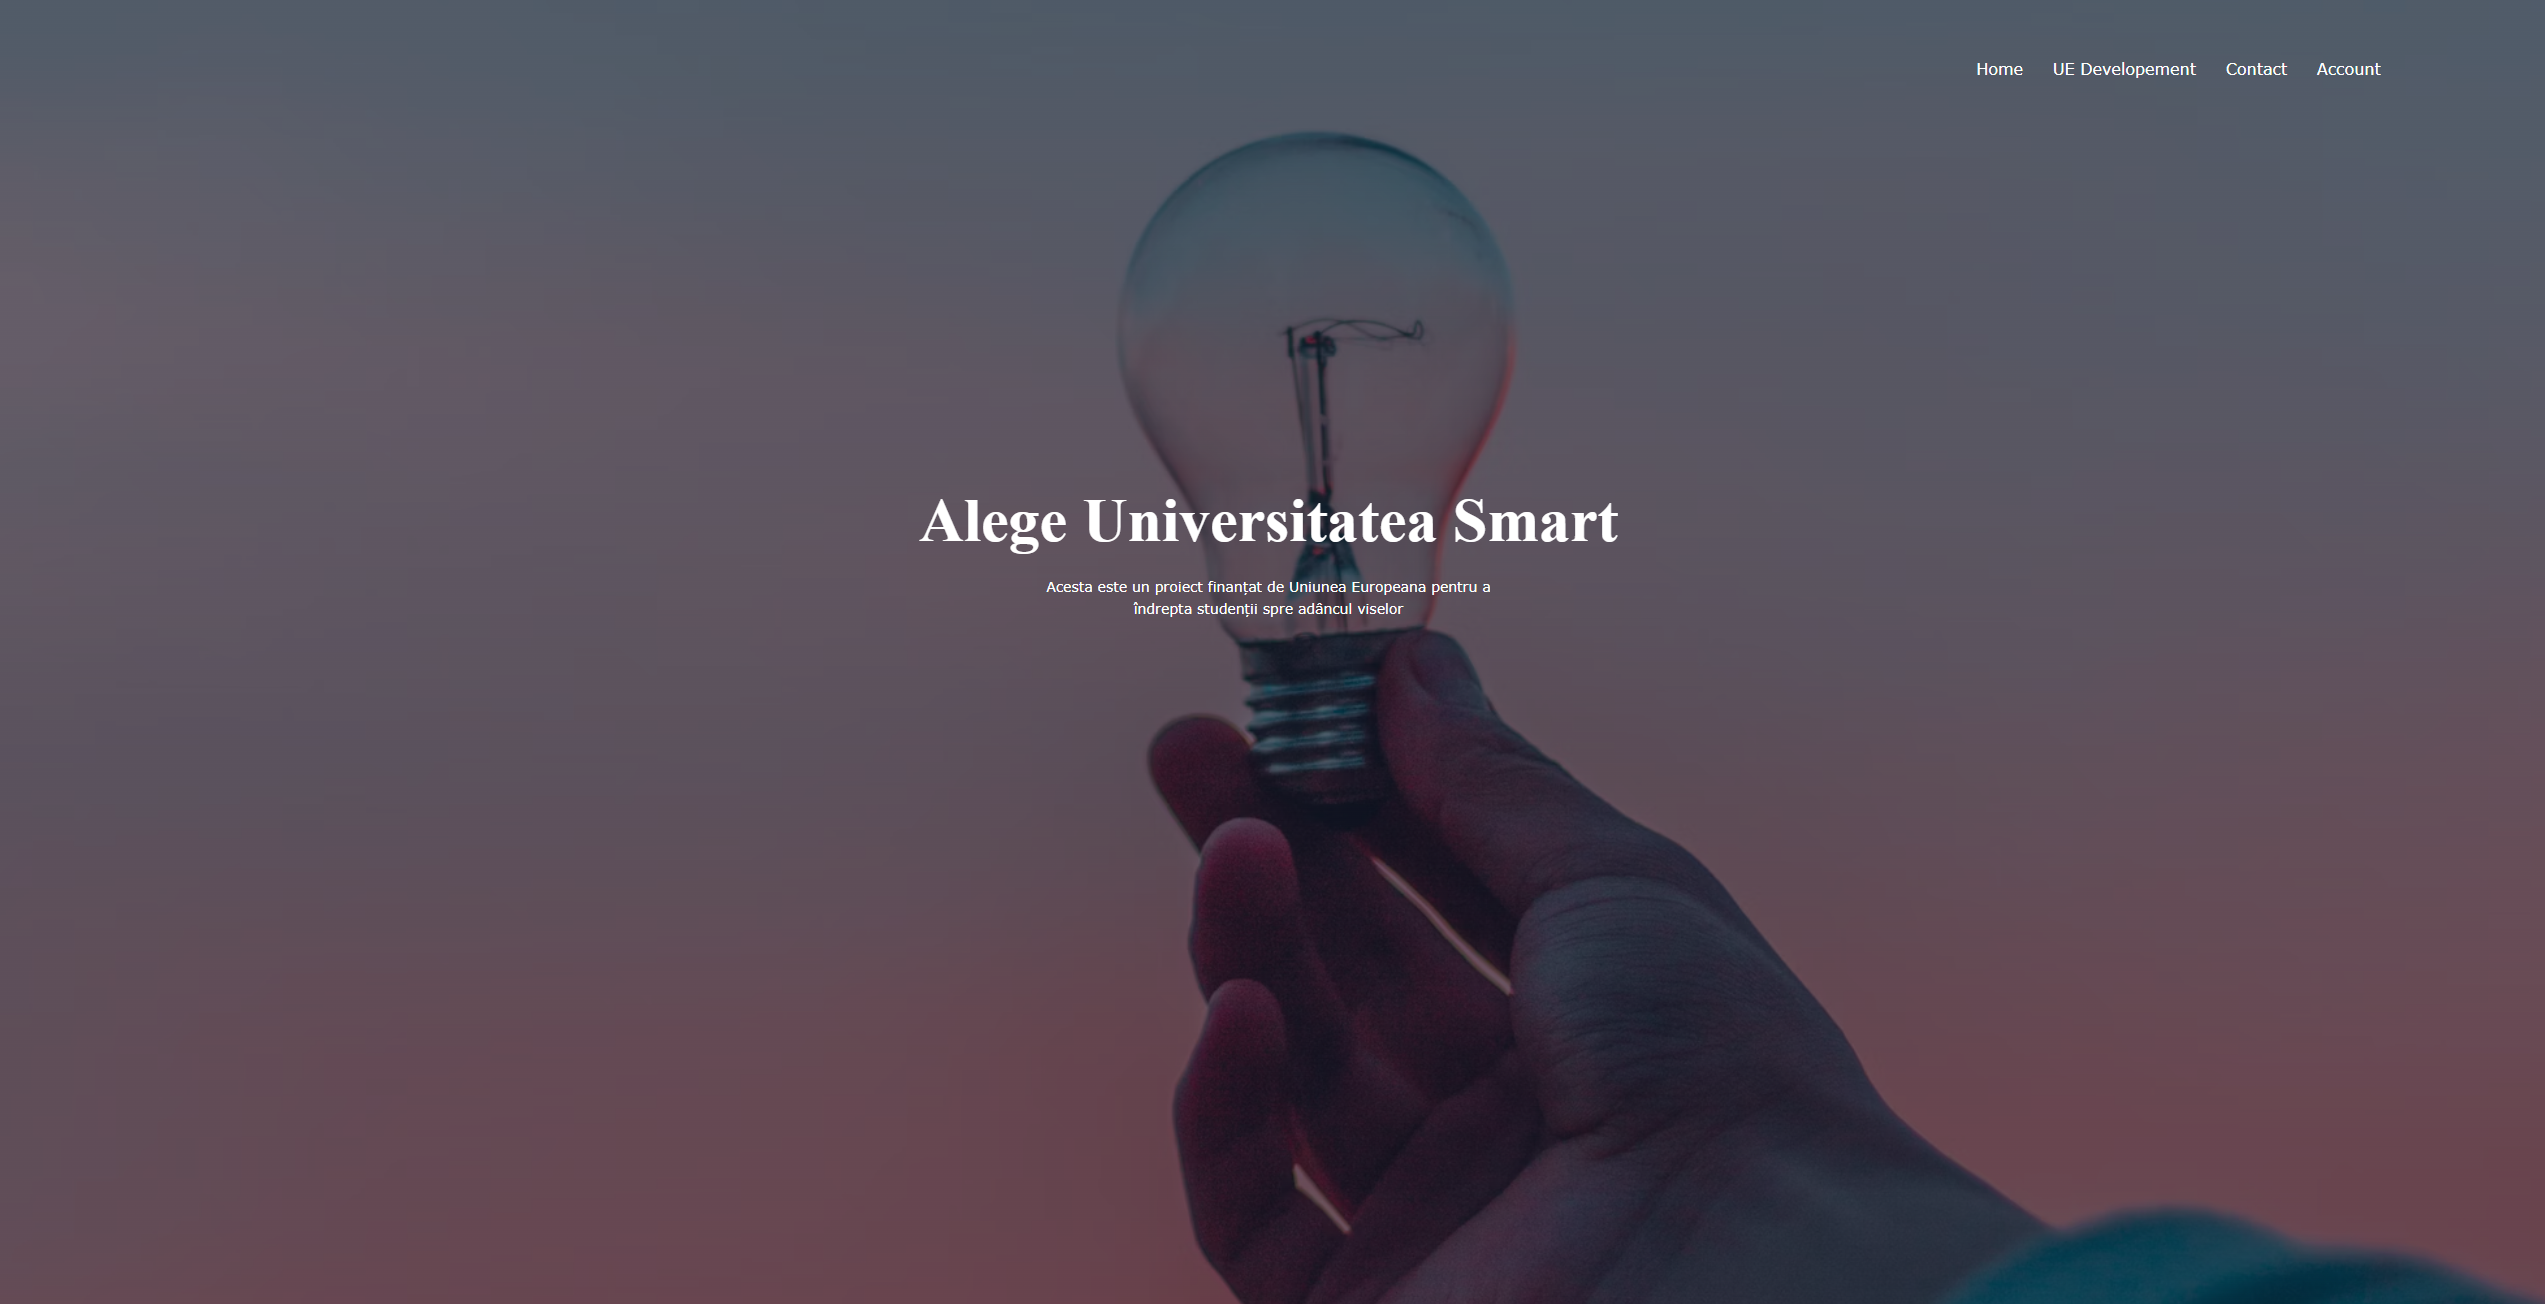 Home UE Developement Contact Account
Alege Universitatea Smart
Acesta este un proiect finanțat de Uniunea Europeana pentru a
îndrepta studenții spre adâncul viselor